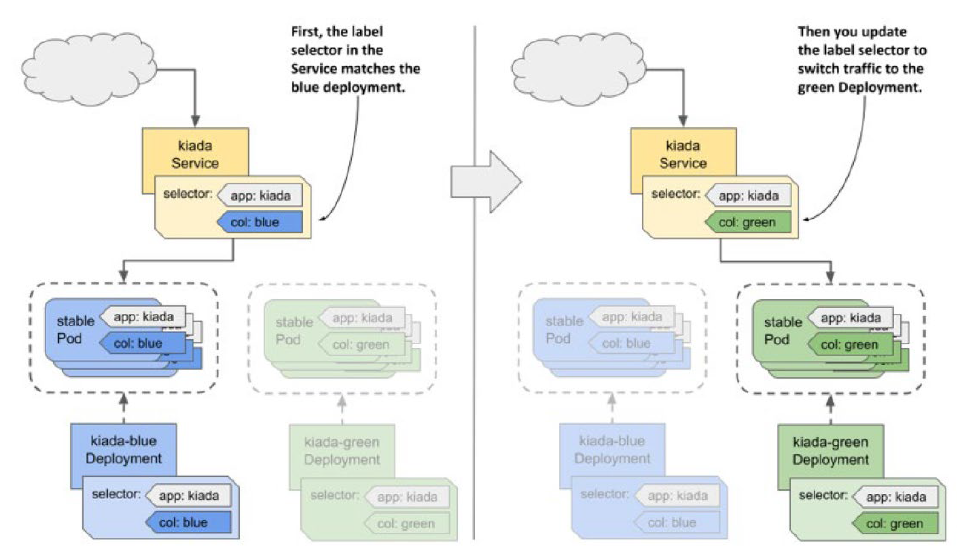 First, the label
selector in the
Service matches the
blue deployment.
kiada
Service
selector:
app: kiada
col: blue
stable
Pod
app: kiada
col: blue
stable
Pod
app: kiada
col: green
kiada-blue
Deployment
selector:
app: kiada
col: blue
kiada-green
Deployment
selector:
app: kiada
col: green
Then you update
the label selector to
switch traffic to the
green Deployment.
kiada
Service
selector:
app: kiada
col: green
stable
Pod
app: kiada
col: blue
stable
Pod
app: kiada
col: green
kiada-blue
Deployment
selector:
app: kiada
col: blue
kiada-green
Deployment
selector:
app: kiada
col: green